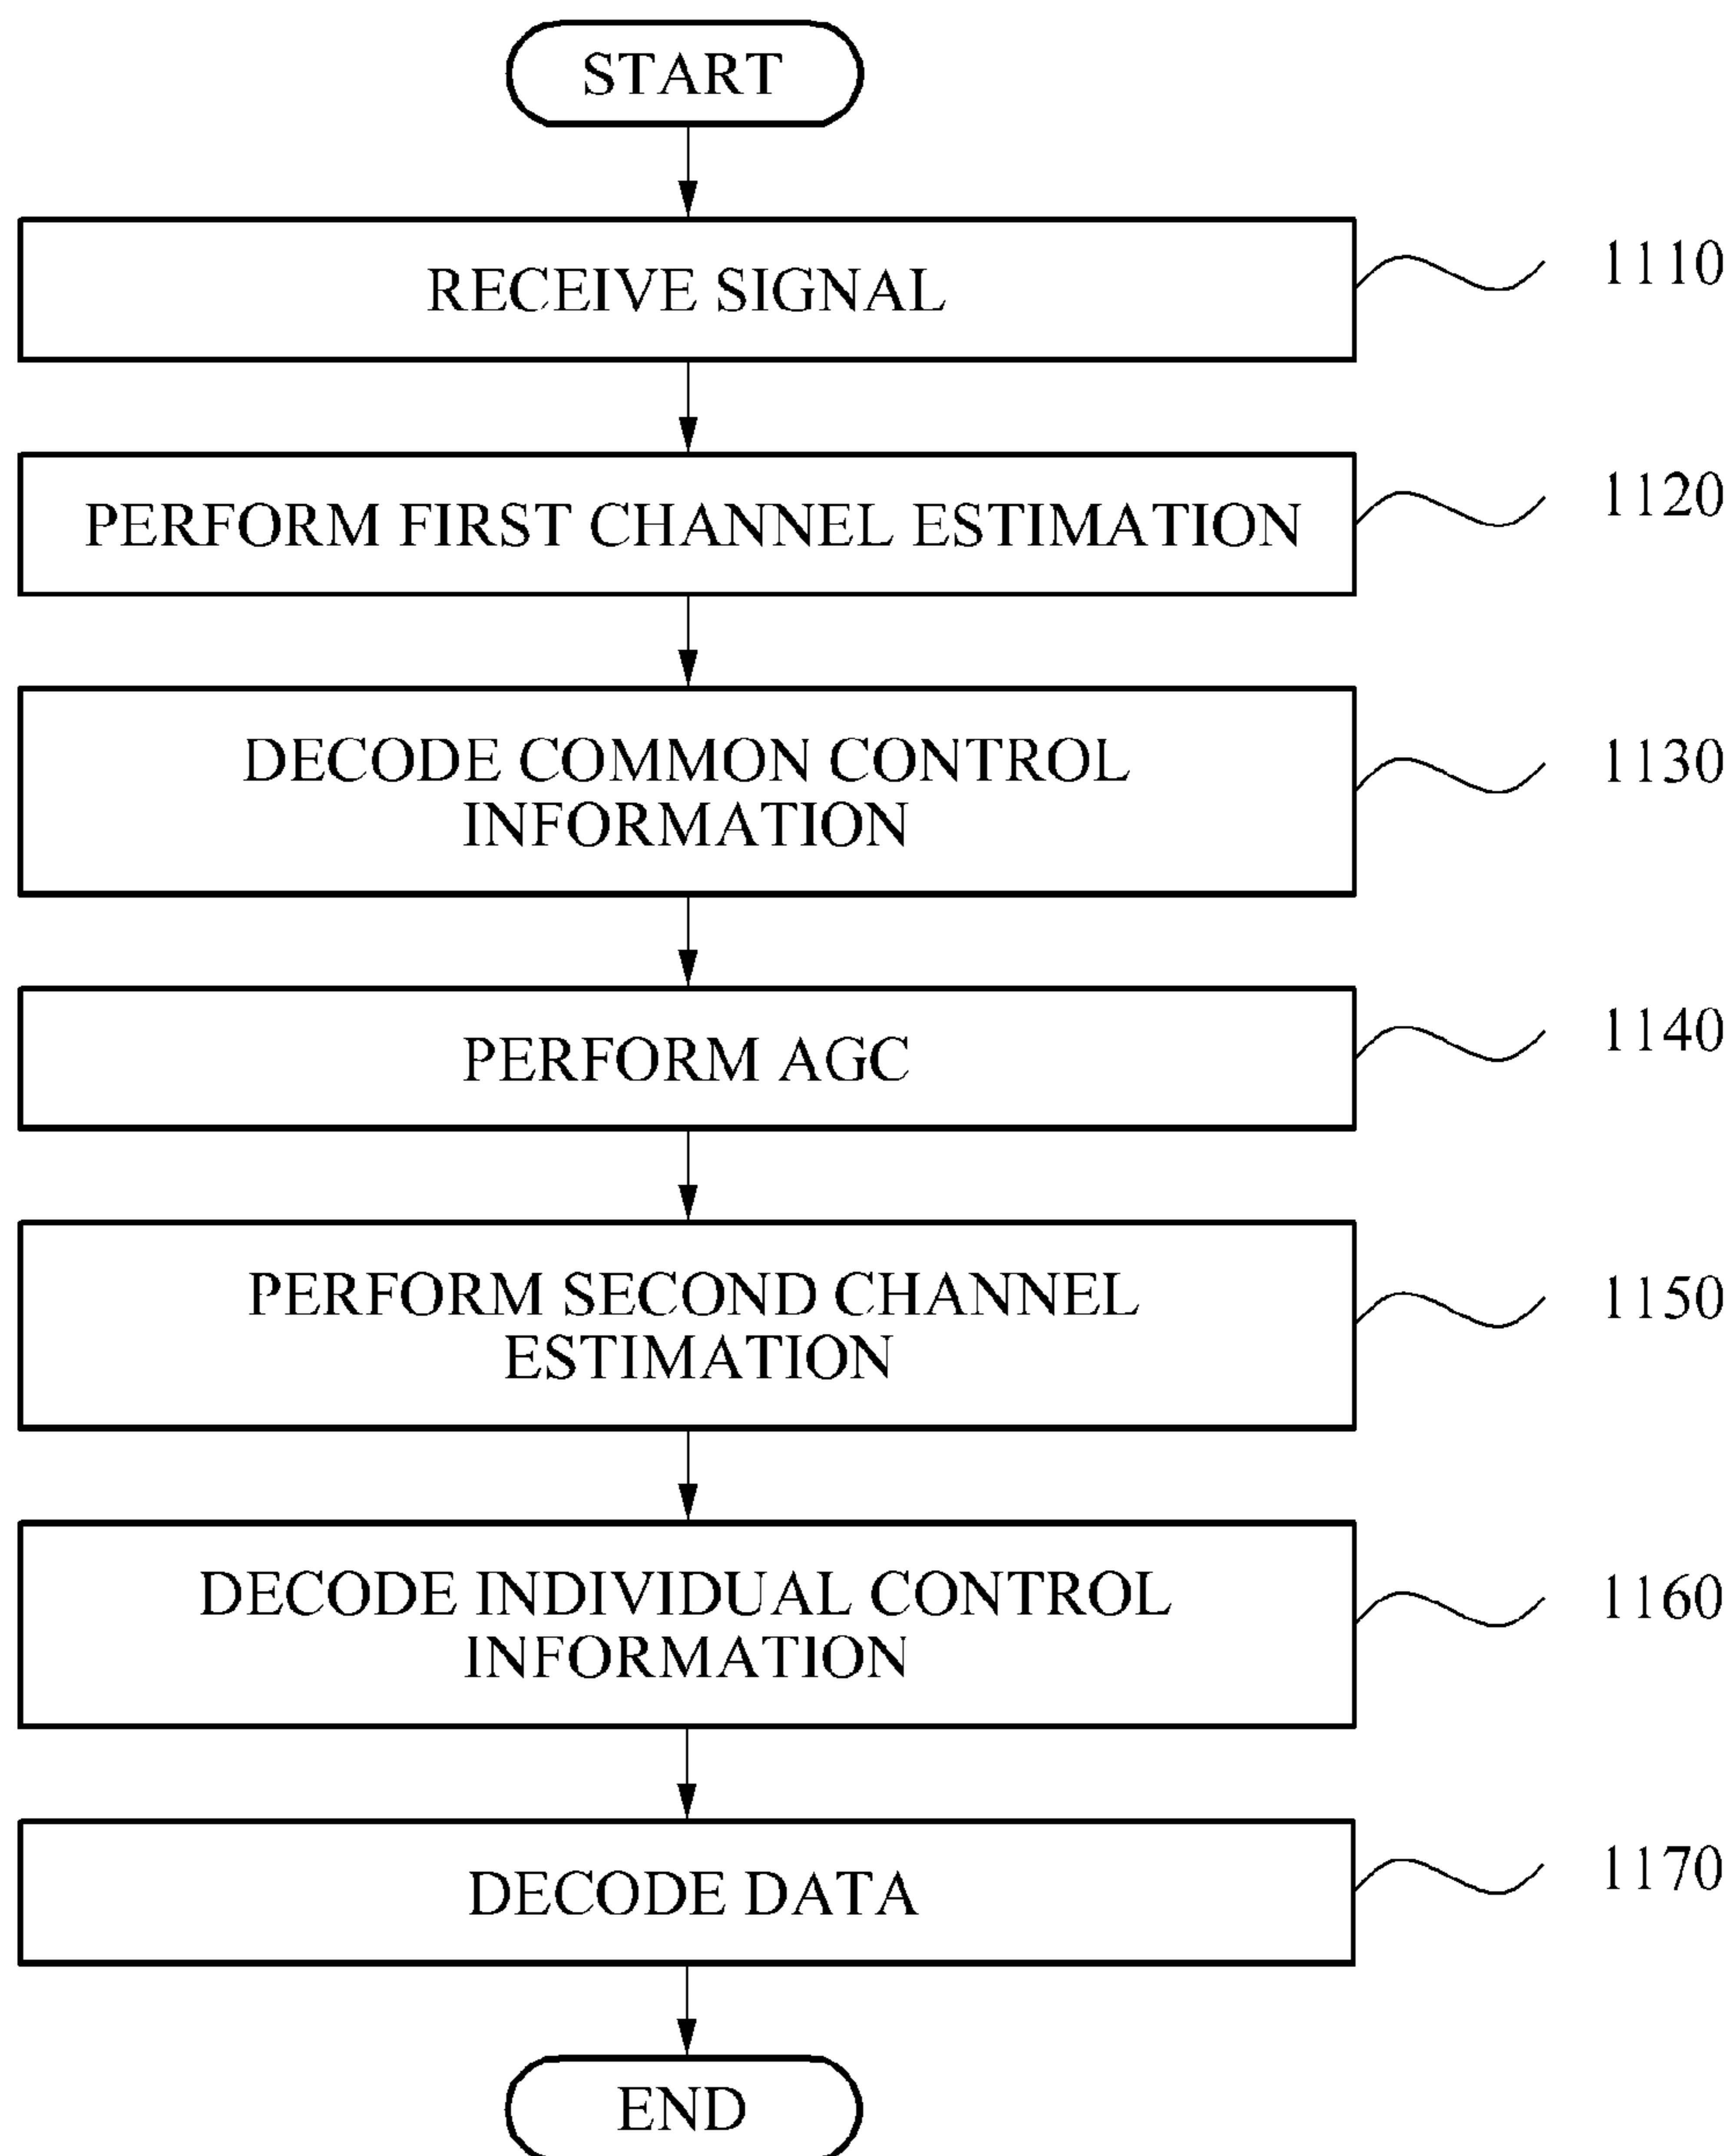 START
RECEIVE SIGNAL
1110
PERFORM FIRST CHANNEL ESTIMATION
1120
DECODE COMMON CONTROL
INFORMATION
1130
PERFORM AGC
1140
PERFORM SECOND CHANNEL
ESTIMATION
1150
DECODE INDIVIDUAL CONTROL
INFORMATION
1160
DECODE DATA
1170
END